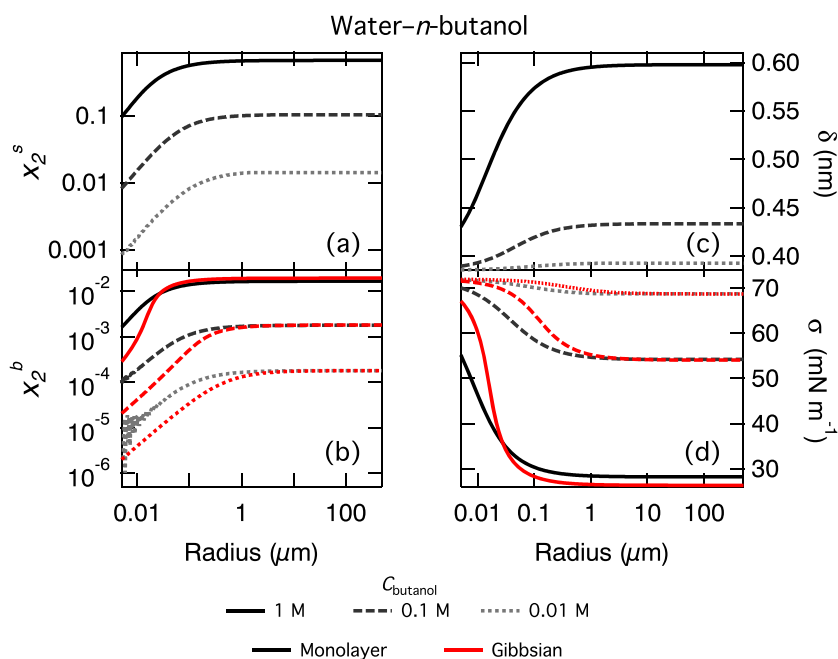 Water–n-butanol
x₂ˢ
0.1
0.01
0.001
(a)
0.60
0.55
0.50
0.45
0.40
δ (nm)
(c)
x₂ᵇ
10⁻²
10⁻³
10⁻⁴
10⁻⁵
10⁻⁶
(b)
70
60
50
40
30
σ (mN m⁻¹)
(d)
0.01 1 100
0.01 0.1 1 10 100
Radius (µm)
Radius (µm)
C butanol
1 M 0.1 M 0.01 M
Monolayer Gibbsian